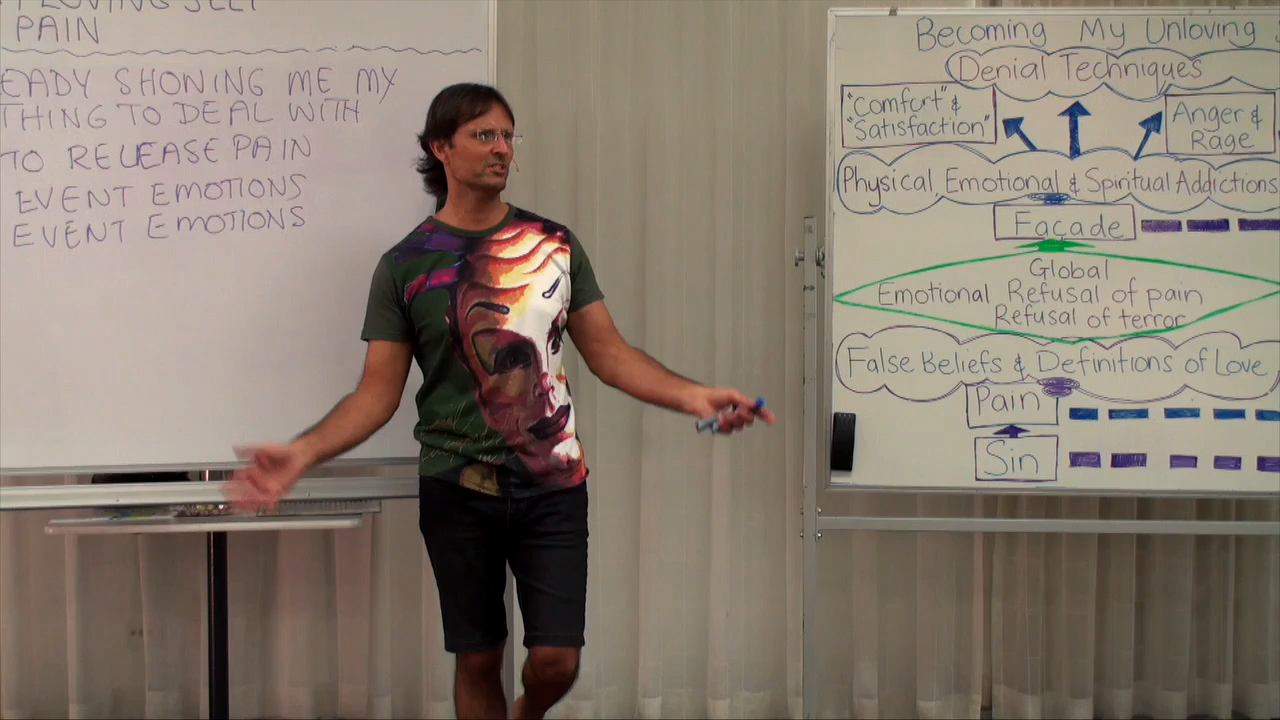 PAIN
EADY SHOWING ME MY
THING TO DEAL WITH
TO RELEASE PAIN
EVENT EMOTIONS
EVENT EMOTIONS
Becoming My Unloving
Denial Techniques
"Comfort" &
"Satisfaction"
Anger &
Rage
Physical, Emotional & Spiritual Addictions
Façade
Global
Emotional Refusal of pain
Refusal of terror
False Beliefs & Definitions of Love
Pain
Sin